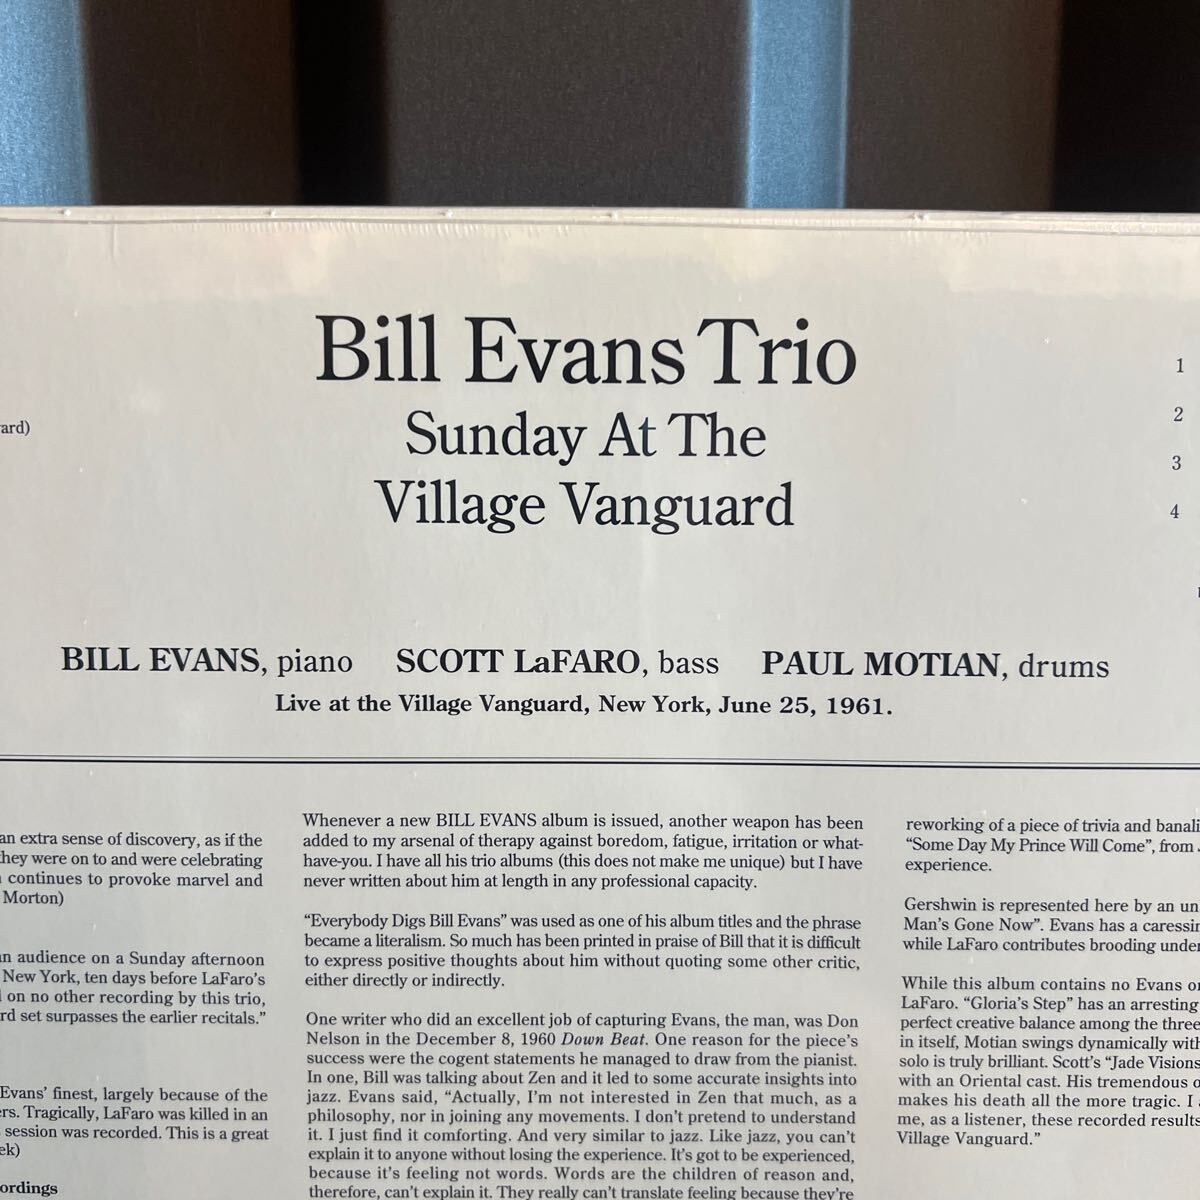 Bill Evans Trio
Sunday At The
Village Vanguard
ard)
1
2
3
4
BILL EVANS, piano SCOTT LaFARO, bass PAUL MOTIAN, drums
Live at the Village Vanguard, New York, June 25, 1961.
an extra sense of discovery, as if the
they were on to and were celebrating
continues to provoke marvel and
Morton)
an audience on a Sunday afternoon
New York, ten days before LaFaro's
on no other recording by this trio,
rd set surpasses the earlier recitals."
Evans' finest, largely because of the
ers. Tragically, LaFaro was killed in an
session was recorded. This is a great
ek)
ordings
Whenever a new BILL EVANS album is issued, another weapon has been
added to my arsenal of therapy against boredom, fatigue, irritation or what-
have-you. I have all his trio albums (this does not make me unique) but I have
never written about him at length in any professional capacity.
“Everybody Digs Bill Evans” was used as one of his album titles and the phrase
became a literalism. So much has been printed in praise of Bill that it is difficult
to express positive thoughts about him without quoting some other critic,
either directly or indirectly.
One writer who did an excellent job of capturing Evans, the man, was Don
Nelson in the December 8, 1960 Down Beat. One reason for the piece's
success were the cogent statements he managed to draw from the pianist.
In one, Bill was talking about Zen and it led to some accurate insights into
jazz. Evans said, “Actually, I'm not interested in Zen that much, as a
philosophy, nor in joining any movements. I don't pretend to understand
it. I just find it comforting. And very similar to jazz. Like jazz, you can't
explain it to anyone without losing the experience. It's got to be experienced,
because it's feeling not words. Words are the children of reason and,
therefore, can't explain it. They really can't translate feeling because they're
reworking of a piece of trivia and banali
“Some Day My Prince Will Come”, from
experience.
Gershwin is represented here by an un
Man's Gone Now”. Evans has a caressin
while LaFaro contributes brooding under
While this album contains no Evans or
LaFaro. “Gloria's Step” has an arresting
perfect creative balance among the three
in itself, Motian swings dynamically with
solo is truly brilliant. Scott's “Jade Visions
with an Oriental cast. His tremendous
makes his death all the more tragic. I
me, as a listener, these recorded results
Village Vanguard.”